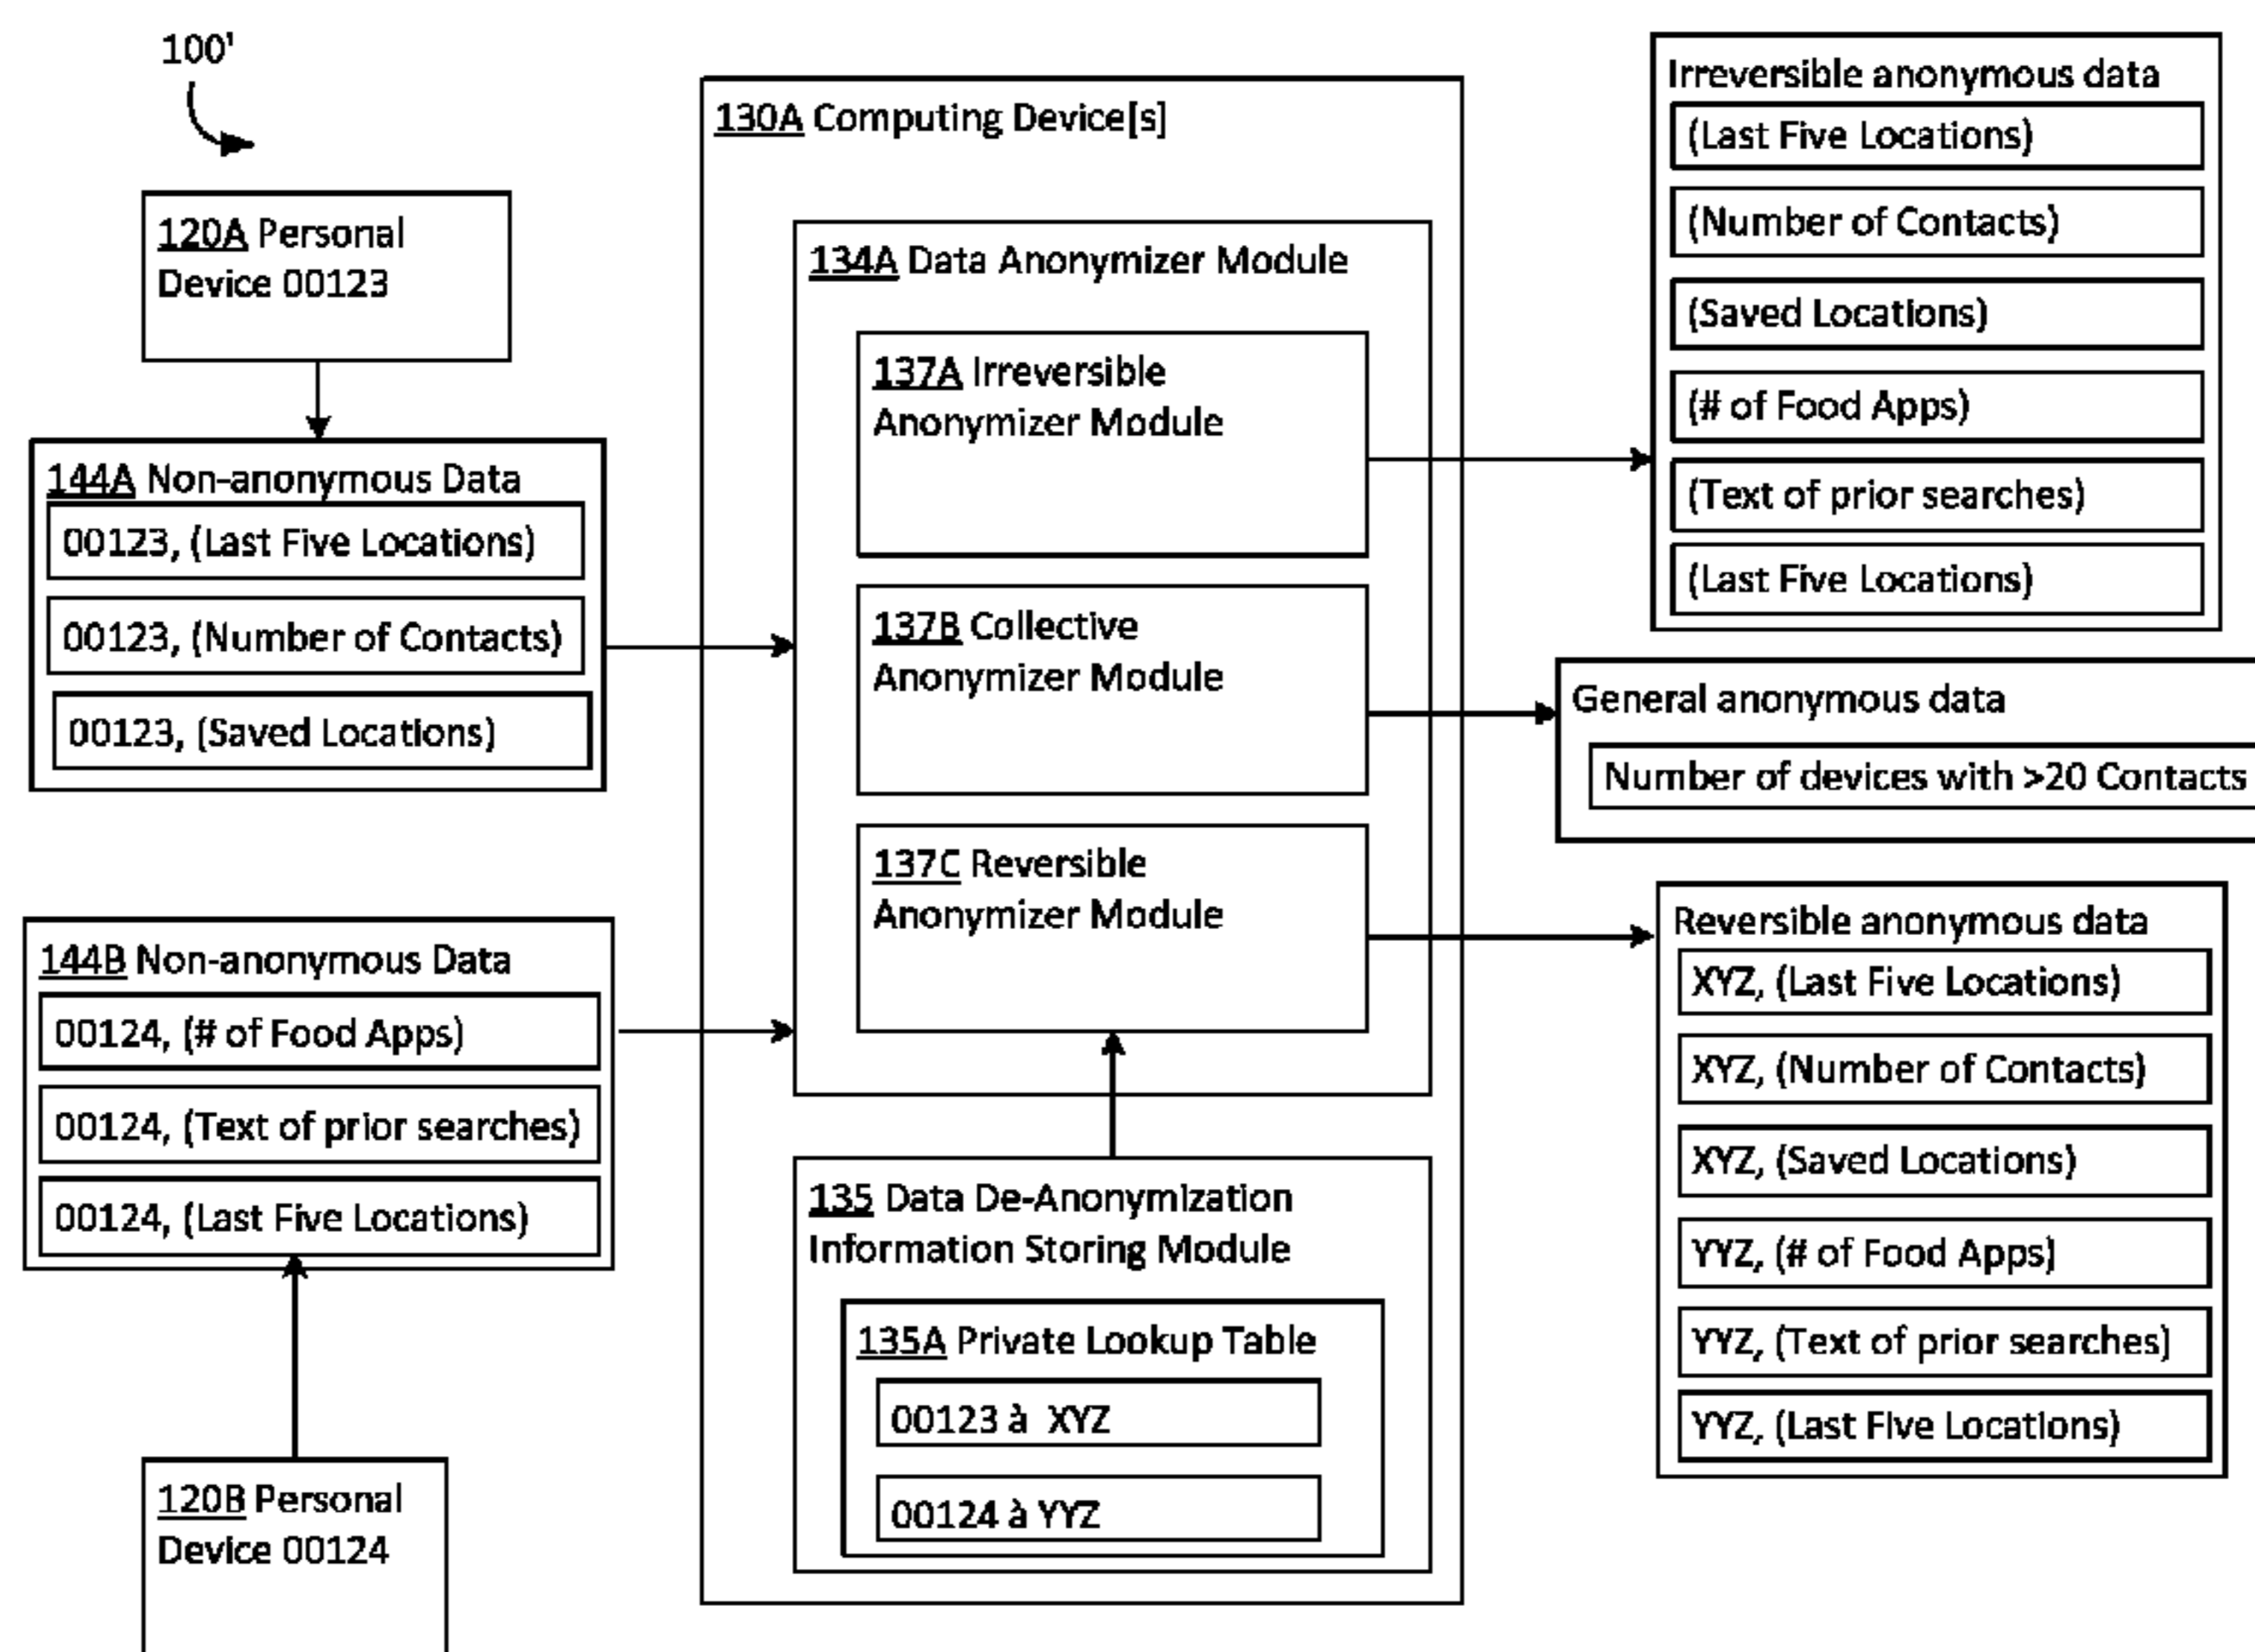 100'
120A Personal
Device 00123
144A Non-anonymous Data
00123, (Last Five Locations)
00123, (Number of Contacts)
00123, (Saved Locations)
144B Non-anonymous Data
00124, (# of Food Apps)
00124, (Text of prior searches)
00124, (Last Five Locations)
120B Personal
Device 00124
130A Computing Device[s]
134A Data Anonymizer Module
137A Irreversible
Anonymizer Module
137B Collective
Anonymizer Module
137C Reversible
Anonymizer Module
135 Data De-Anonymization
Information Storing Module
135A Private Lookup Table
00123 à XYZ
00124 à YYZ
Irreversible anonymous data
(Last Five Locations)
(Number of Contacts)
(Saved Locations)
(# of Food Apps)
(Text of prior searches)
(Last Five Locations)
General anonymous data
Number of devices with >20 Contacts
Reversible anonymous data
XYZ, (Last Five Locations)
XYZ, (Number of Contacts)
XYZ, (Saved Locations)
YYZ, (# of Food Apps)
YYZ, (Text of prior searches)
YYZ, (Last Five Locations)